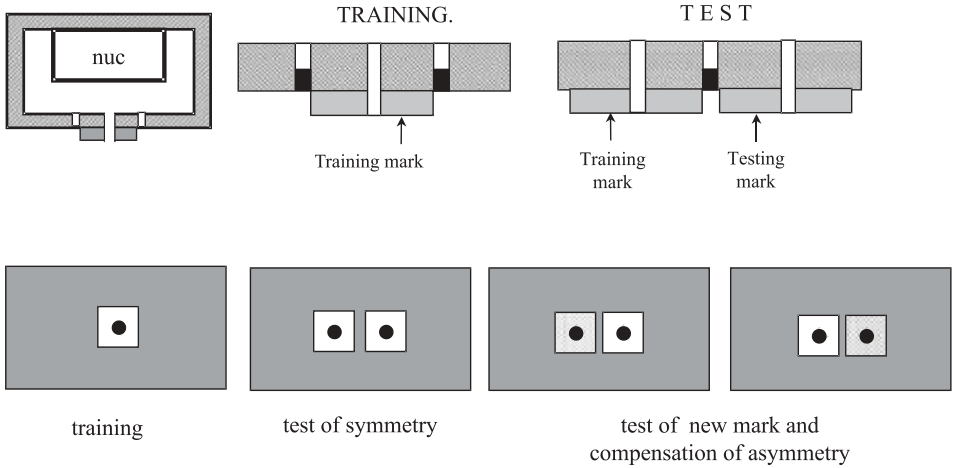 nuc
TRAINING.
Training mark
T E S T
Training
mark
Testing
mark
training
test of symmetry
test of new mark and
compensation of asymmetry